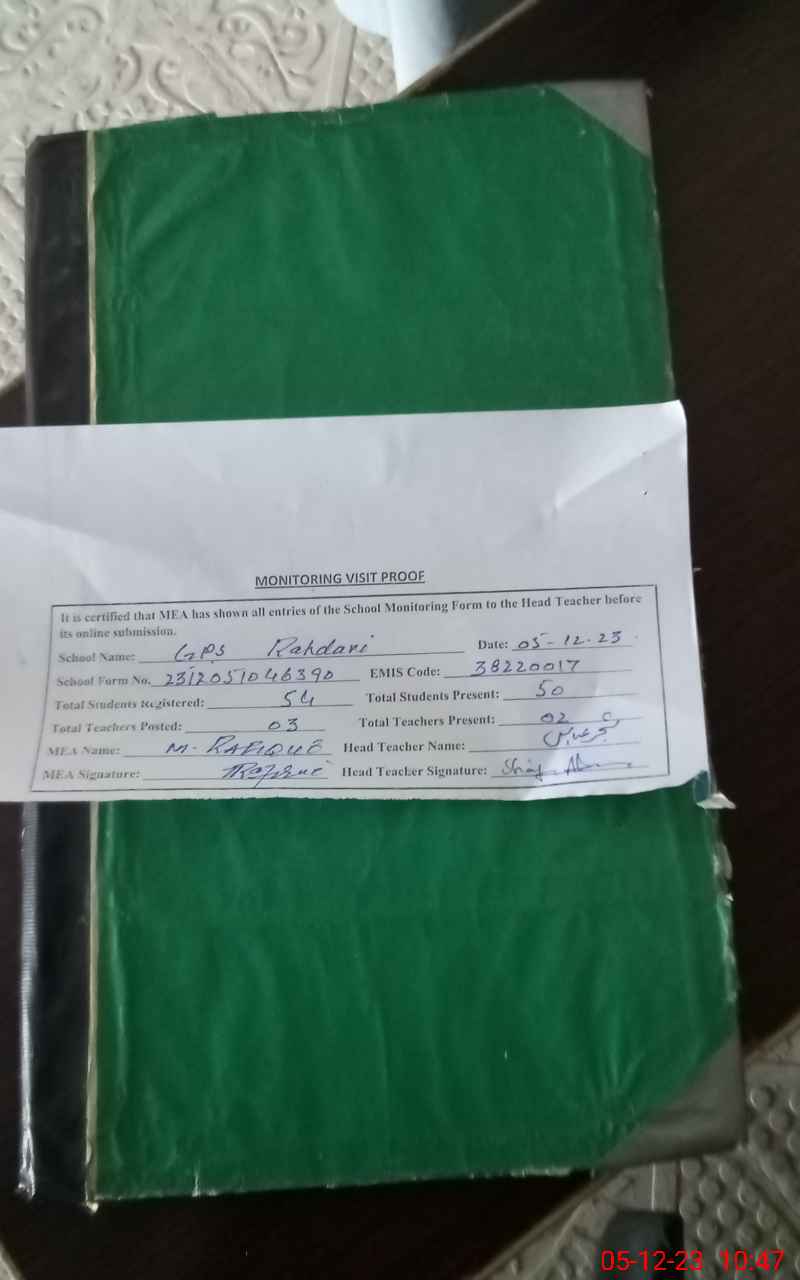 MONITORING VISIT PROOF
It is certified that MEA has shown all entries of the School Monitoring Form to the Head Teacher before
its online submission.
School Name: GPS Rahdari Date: 05-12-23
School Form No. 2312051046390 EMIS Code: 38220017
Total Students Registered: 54 Total Students Present: 50
Total Teachers Posted: 03 Total Teachers Present: 02
MEA Name: M. RAFIQUE Head Teacher Name:
MEA Signature: Rafique Head Teacher Signature:
05-12-23 10:47